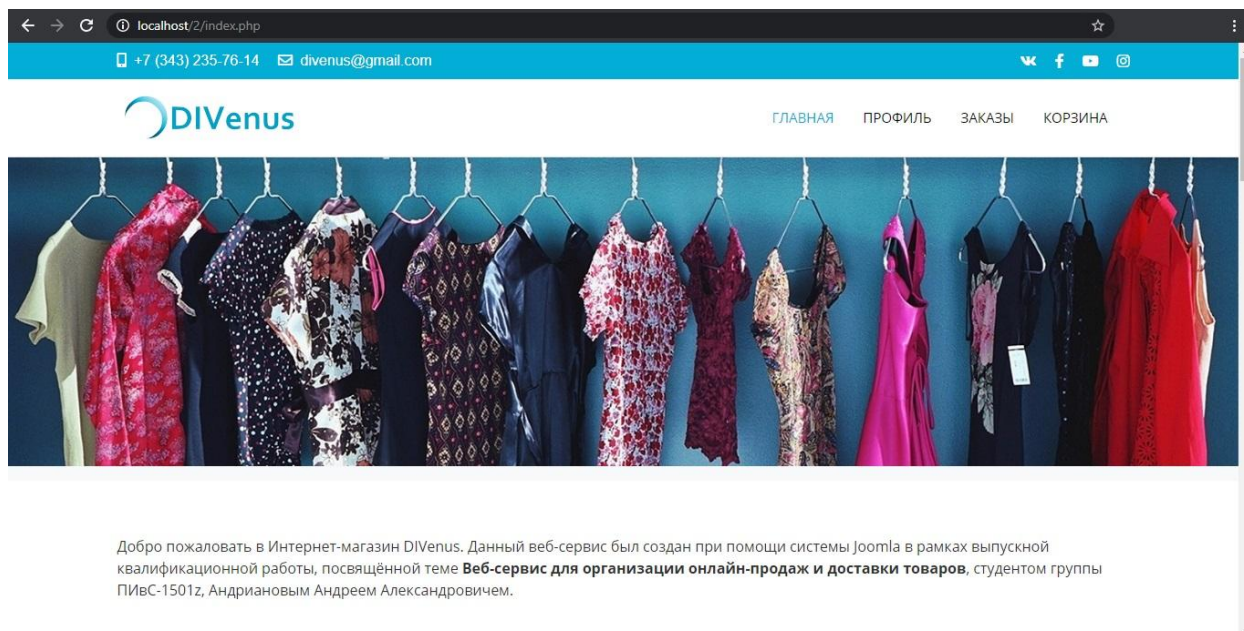 localhost/2/index.php
+7 (343) 235-76-14 divenus@gmail.com
DIVenus
ГЛАВНАЯ ПРОФИЛЬ ЗАКАЗЫ КОРЗИНА
Добро пожаловать в Интернет-магазин DIVenus. Данный веб-сервис был создан при помощи системы Joomla в рамках выпускной
квалификационной работы, посвящённой теме Веб-сервис для организации онлайн-продаж и доставки товаров, студентом группы
ПИвС-1501z, Андриановым Андреем Александровичем.